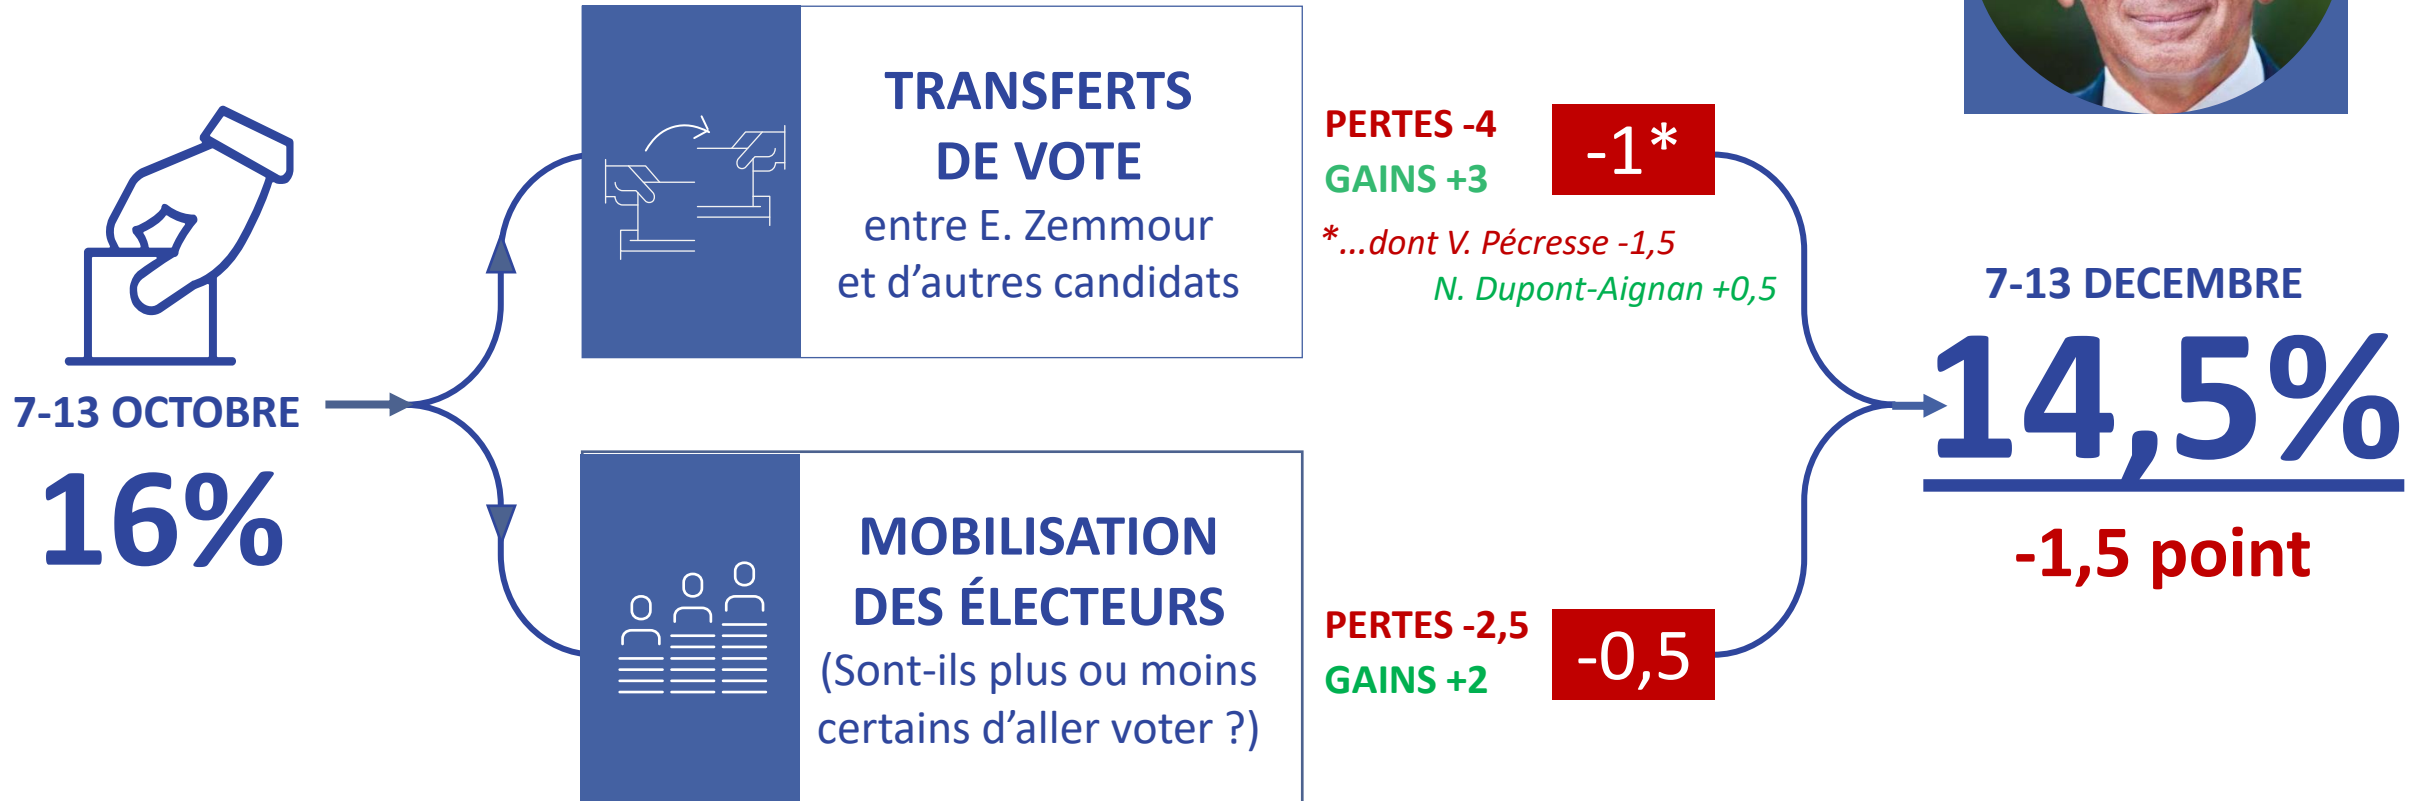 7-13 OCTOBRE
16%
TRANSFERTS
DE VOTE
entre E. Zemmour
et d’autres candidats
PERTES -4
GAINS +3
-1*
*...dont V. Pécresse -1,5
N. Dupont-Aignan +0,5
MOBILISATION
DES ÉLECTEURS
(Sont-ils plus ou moins
certains d’aller voter ?)
PERTES -2,5
GAINS +2
-0,5
7-13 DECEMBRE
14,5%
-1,5 point